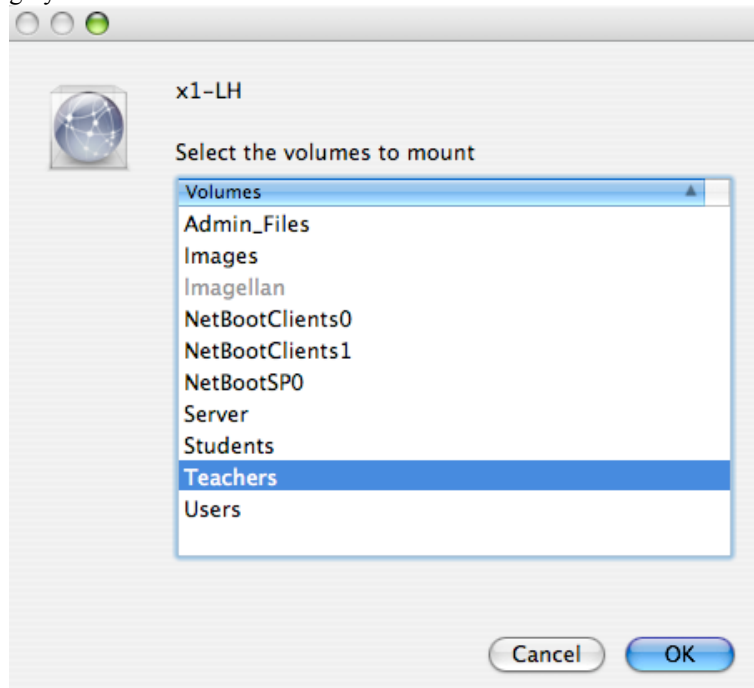 x1-LH
Select the volumes to mount
Volumes
Admin_Files
Images
Imagellan
NetBootClients0
NetBootClients1
NetBootSP0
Server
Students
Teachers
Users
Cancel OK